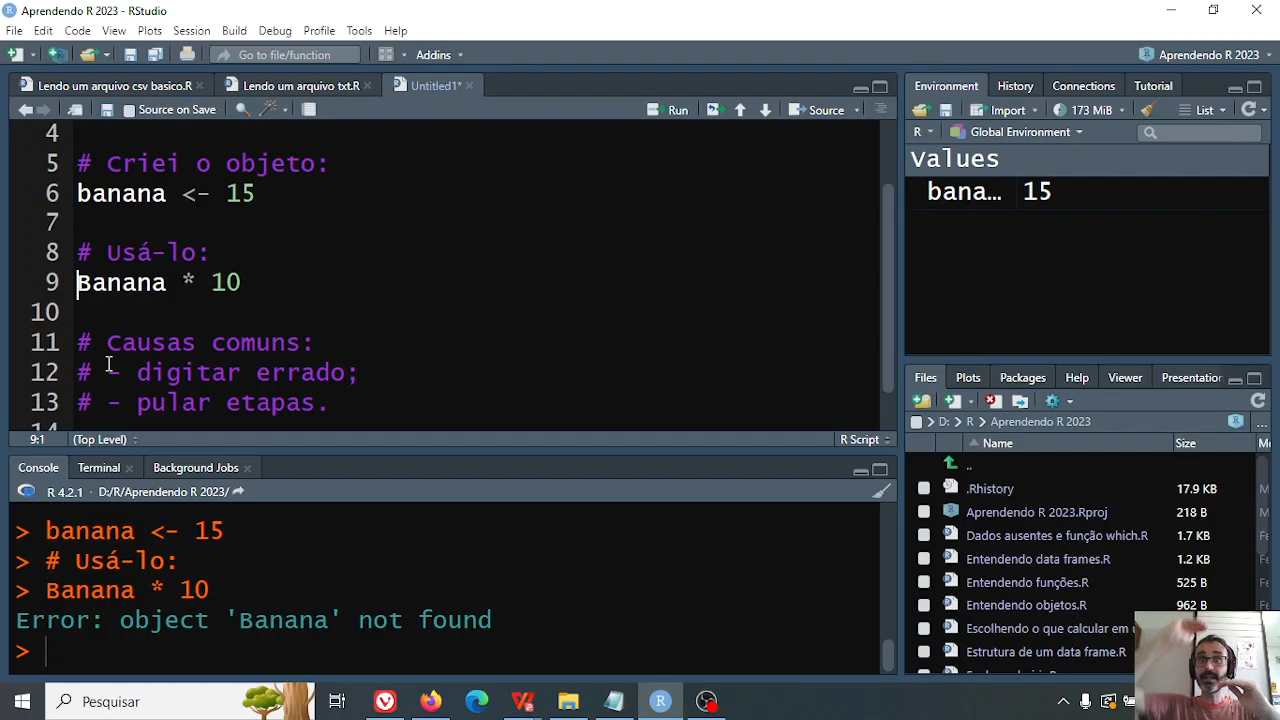 Aprendendo R 2023 - RStudio
File Edit Code View Plots Session Build Debug Profile Tools Help
Go to file/function Addins Aprendendo R 2023
Lendo um arquivo csv basico.R Lendo um arquivo txt.R Untitled1*
Source on Save Run Source
4
5 # Criei o objeto:
6 banana <- 15
7
8 # Usá-lo:
9 Banana * 10
10
11 # Causas comuns:
12 # - digitar errado;
13 # - pular etapas.
14
9:1 (Top Level) R Script
Console Terminal Background Jobs
R 4.2.1 · D:/R/Aprendendo R 2023/
> banana <- 15
> # Usá-lo:
> Banana * 10
Error: object 'Banana' not found
>
Environment History Connections Tutorial
Import 173 MiB List
R Global Environment
Values
bana… 15
Files Plots Packages Help Viewer Presentation
D: R Aprendendo R 2023 ...
Name Size Mo
..
.Rhistory 17.9 KB M
Aprendendo R 2023.Rproj 218 B M
Dados ausentes e função which.R 1.7 KB Fe
Entendendo data frames.R 1.2 KB Fe
Entendendo funções.R 525 B Fe
Entendendo objetos.R 962 B Fe
Escolhendo o que calcular em
Estrutura de um data frame.R
Pesquisar